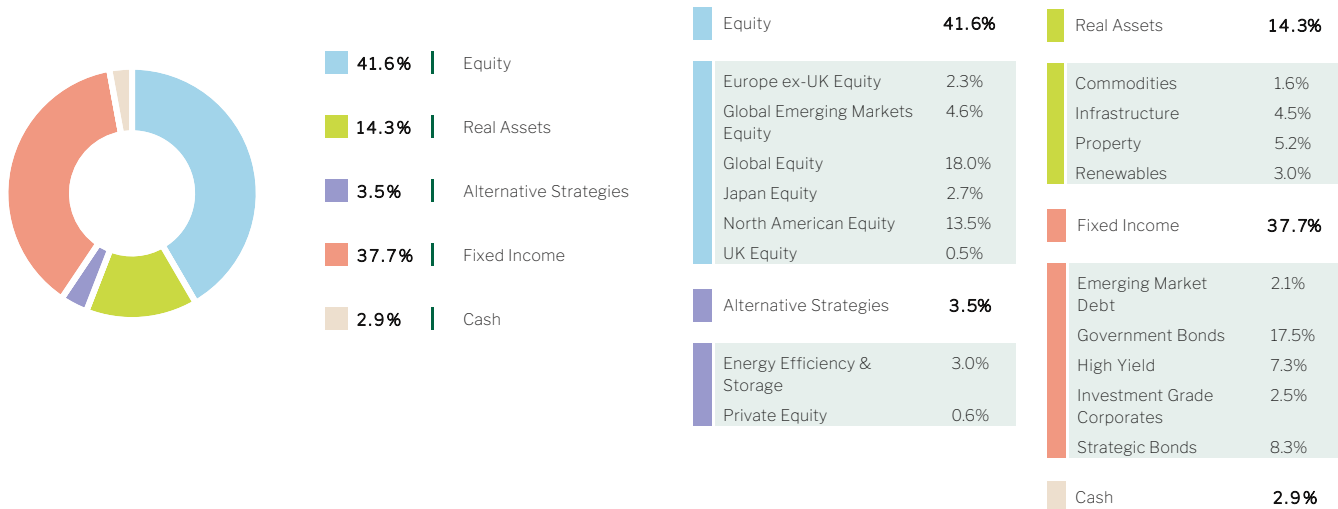 41.6% Equity
14.3% Real Assets
3.5% Alternative Strategies
37.7% Fixed Income
2.9% Cash
Equity 41.6%
Europe ex-UK Equity 2.3%
Global Emerging Markets 4.6%
Equity
Global Equity 18.0%
Japan Equity 2.7%
North American Equity 13.5%
UK Equity 0.5%
Alternative Strategies 3.5%
Energy Efficiency & 3.0%
Storage
Private Equity 0.6%
Real Assets 14.3%
Commodities 1.6%
Infrastructure 4.5%
Property 5.2%
Renewables 3.0%
Fixed Income 37.7%
Emerging Market 2.1%
Debt
Government Bonds 17.5%
High Yield 7.3%
Investment Grade 2.5%
Corporates
Strategic Bonds 8.3%
Cash 2.9%